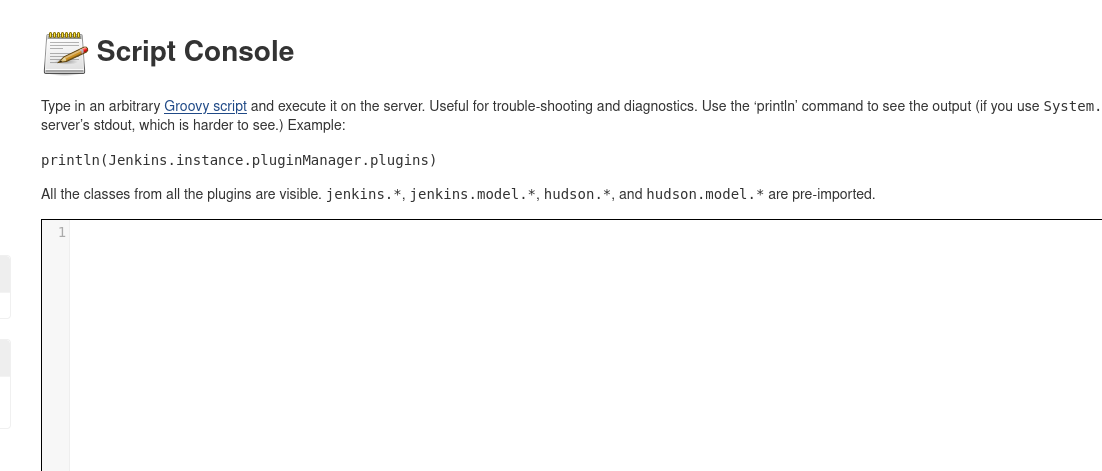 Script Console
Type in an arbitrary Groovy script and execute it on the server. Useful for trouble-shooting and diagnostics. Use the ‘println’ command to see the output (if you use System.
server’s stdout, which is harder to see.) Example:
println(Jenkins.instance.pluginManager.plugins)
All the classes from all the plugins are visible. jenkins.*, jenkins.model.*, hudson.*, and hudson.model.* are pre-imported.
1